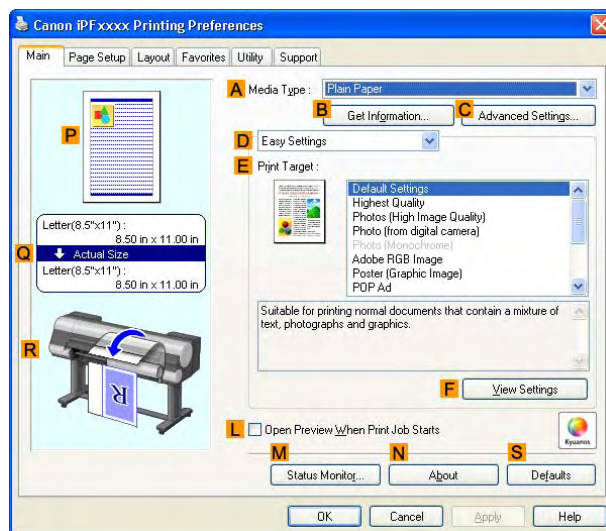 Canon iPFxxxx Printing Preferences
Main Page Setup Layout Favorites Utility Support
A Media Type : Plain Paper
B Get Information... C Advanced Settings...
D Easy Settings
E Print Target :
Default Settings
Highest Quality
Photos (High Image Quality)
Photo (from digital camera)
Photo (Monochrome)
Adobe RGB Image
Poster (Graphic Image)
POP Ad
Suitable for printing normal documents that contain a mixture of
text, photographs and graphics.
F View Settings
P
Q
Letter(8.5"x11") :
8.50 in x 11.00 in
Actual Size
Letter(8.5"x11") :
8.50 in x 11.00 in
R
R
L Open Preview When Print Job Starts
Kyuanos
M Status Monitor... N About S Defaults
OK Cancel Apply Help